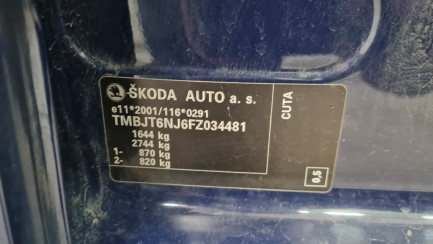 ŠKODA AUTO a. s.
e11*2001/116*0291
TMBJT6NJ6FZ034481
1644 kg
2744 kg
1- 870 kg
2- 820 kg
CUTA
0,5